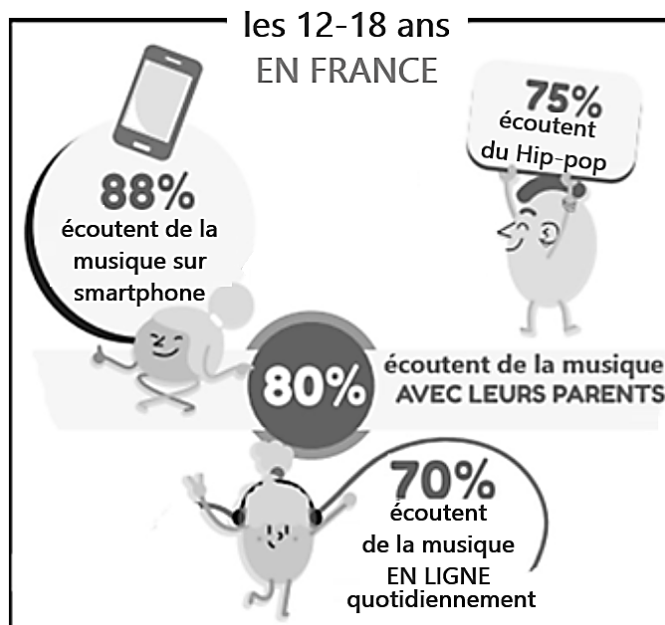 les 12-18 ans
EN FRANCE
88%
écoutent de la
musique sur
smartphone
75%
écoutent
du Hip-pop
80%
écoutent de la musique
AVEC LEURS PARENTS
70%
écoutent
de la musique
EN LIGNE
quotidiennement